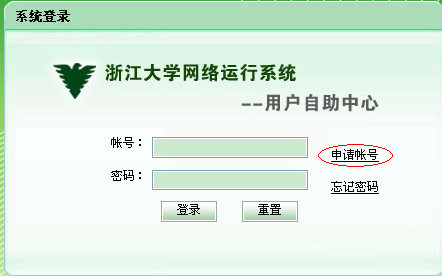 系统登录
浙江大学网络运行系统
--用户自助中心
帐号：
申请帐号
密码：
忘记密码
登录 重置